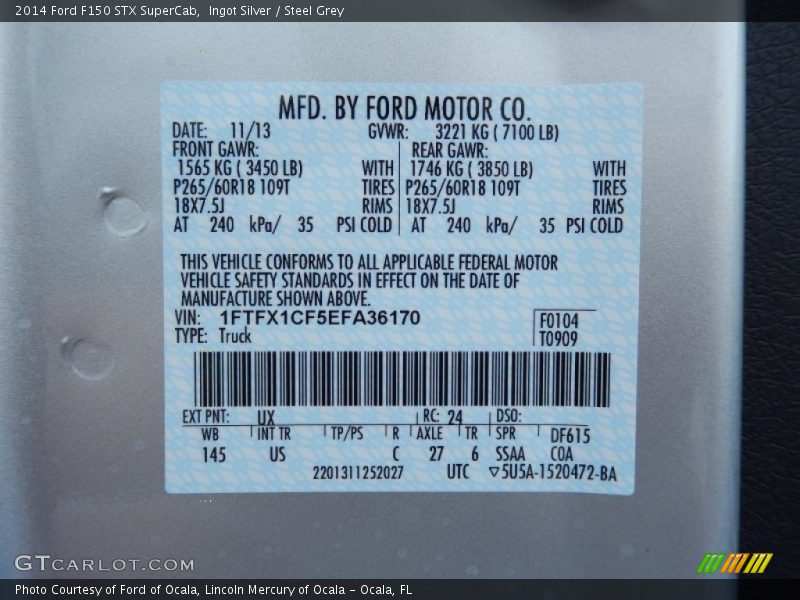 2014 Ford F150 STX SuperCab, Ingot Silver / Steel Grey
MFD. BY FORD MOTOR CO.
DATE: 11/13 GVWR: 3221 KG ( 7100 LB)
FRONT GAWR: REAR GAWR:
1565 KG ( 3450 LB) WITH 1746 KG ( 3850 LB) WITH
P265/60R18 109T TIRES P265/60R18 109T TIRES
18X7.5J RIMS 18X7.5J RIMS
AT 240 kPa/ 35 PSI COLD AT 240 kPa/ 35 PSI COLD
THIS VEHICLE CONFORMS TO ALL APPLICABLE FEDERAL MOTOR
VEHICLE SAFETY STANDARDS IN EFFECT ON THE DATE OF
MANUFACTURE SHOWN ABOVE.
VIN: 1FTFX1CF5EFA36170 F0104
TYPE: Truck T0909
EXT PNT: UX RC: 24 DSO:
WB INT TR TP/PS R AXLE TR SPR DF615
145 US C 27 6 SSAA COA
2201311252027 UTC ▽5U5A-1520472-BA
GTCARLOT.COM
Photo Courtesy of Ford of Ocala, Lincoln Mercury of Ocala - Ocala, FL